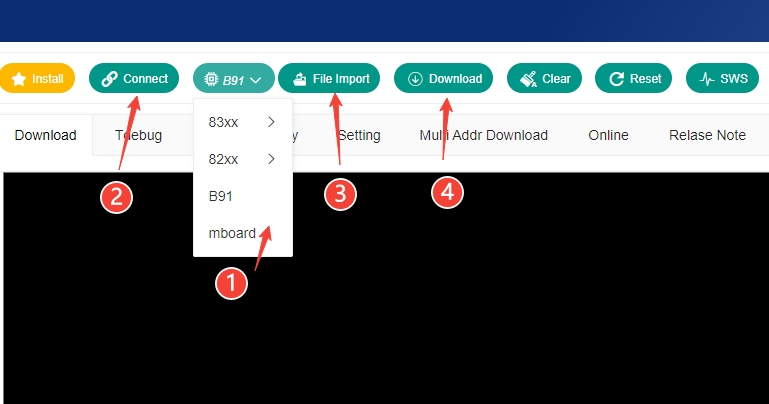 Install Connect B91 File Import Download Clear Reset SWS
Download Tdebug y Setting Multi Addr Download Online Relase Note
83xx
82xx
B91
mboard
2 3 4
1